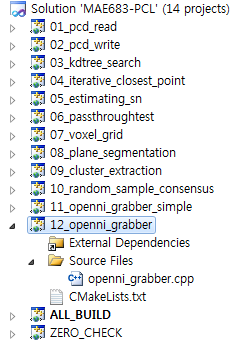 Solution 'MAE683-PCL' (14 projects)
01_pcd_read
02_pcd_write
03_kdtree_search
04_iterative_closest_point
05_estimating_sn
06_passthroughtest
07_voxel_grid
08_plane_segmentation
09_cluster_extraction
10_random_sample_consensus
11_openni_grabber_simple
12_openni_grabber
External Dependencies
Source Files
openni_grabber.cpp
CMakeLists.txt
ALL_BUILD
ZERO_CHECK